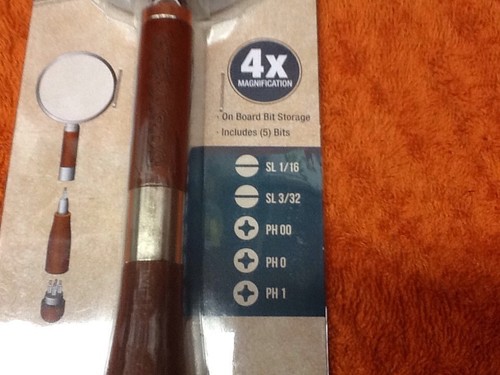 4x
MAGNIFICATION
- On Board Bit Storage
- Includes (5) Bits
SL 1/16
SL 3/32
PH 00
PH 0
PH 1